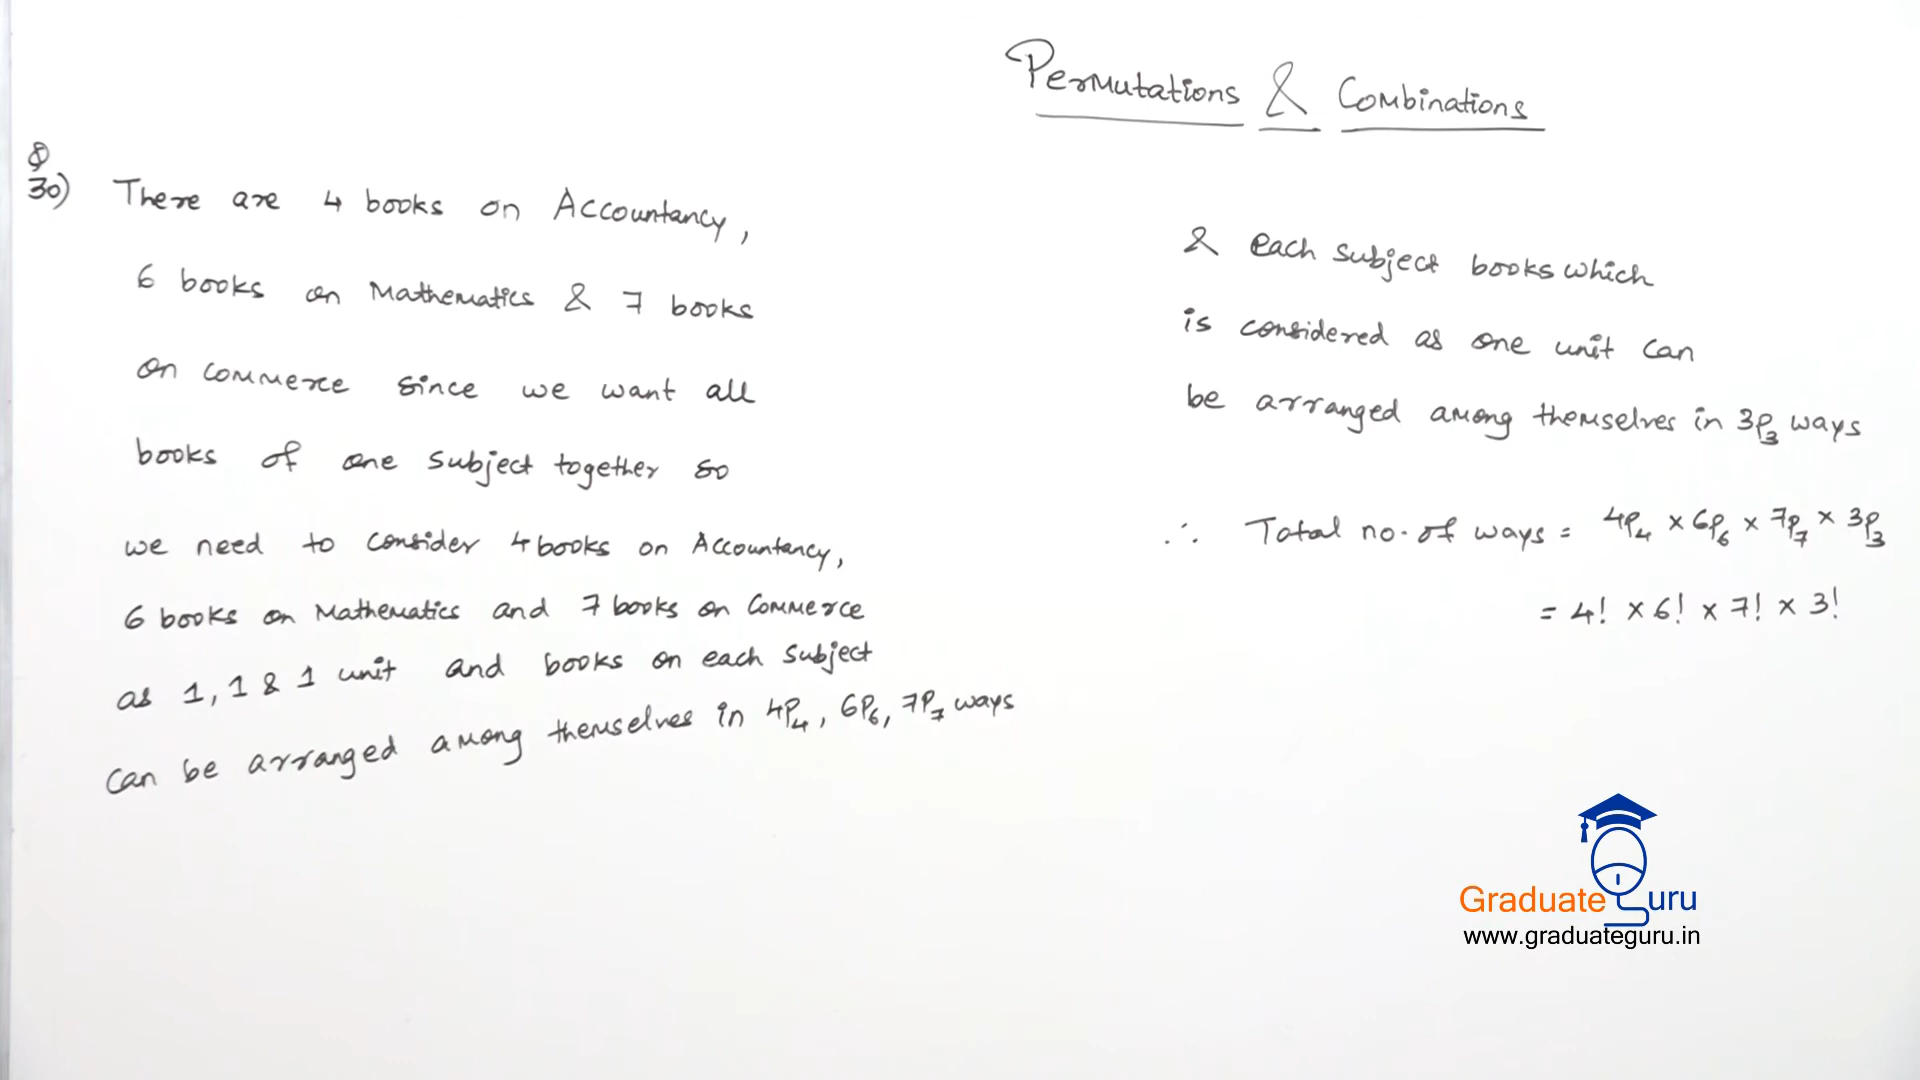 Permutations & Combinations
Q
30) There are 4 books on Accountancy,
6 books on Mathematics & 7 books
on commerce since we want all
books of one subject together so
we need to consider 4 books on Accountancy,
6 books on Mathematics and 7 books on Commerce
as 1, 1 & 1 unit and books on each subject
can be arranged among themselves in 4P₄, 6P₆, 7P₇ ways
& each subject books which
is considered as one unit can
be arranged among themselves in 3P₃ ways
∴ Total no. of ways = 4P₄ × 6P₆ × 7P₇ × 3P₃
= 4! × 6! × 7! × 3!
Graduate Guru
www.graduateguru.in